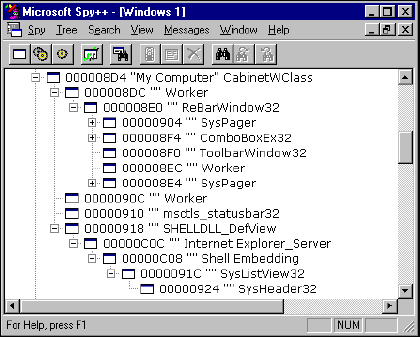 Microsoft Spy++ - [Windows 1]
Spy Tree Search View Messages Window Help
000008D4 "My Computer" CabinetWClass
000008DC "" Worker
000008E0 "" ReBarWindow32
00000904 "" SysPager
000008F4 "" ComboBoxEx32
000008F0 "" ToolbarWindow32
000008EC "" Worker
000008E4 "" SysPager
0000090C "" Worker
00000910 "" msctls_statusbar32
00000918 "" SHELLDLL_DefView
00000C0C "" Internet Explorer_Server
00000C08 "" Shell Embedding
0000091C "" SysListView32
00000924 "" SysHeader32
For Help, press F1 NUM